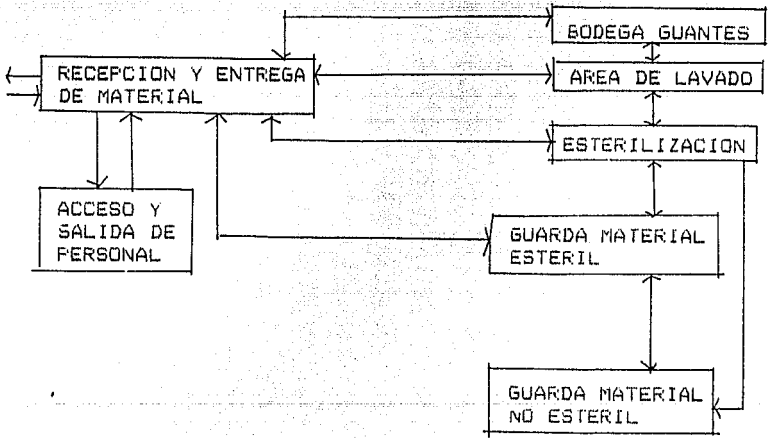 BODEGA GUANTES
RECEPCION Y ENTREGA
DE MATERIAL
AREA DE LAVADO
ESTERILIZACION
ACCESO Y
SALIDA DE
PERSONAL
GUARDA MATERIAL
ESTERIL
GUARDA MATERIAL
NO ESTERIL